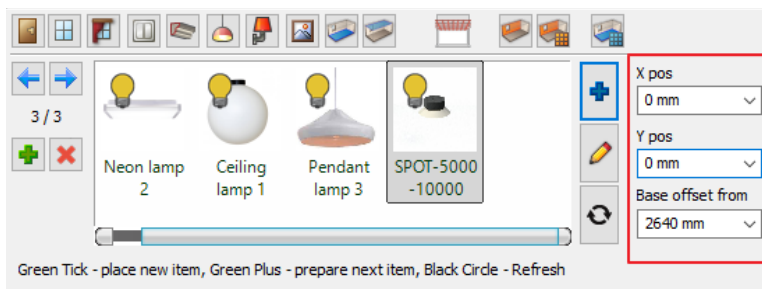 3 / 3
Neon lamp
2
Ceiling
lamp 1
Pendant
lamp 3
SPOT-5000
-10000
X pos
0 mm
Y pos
0 mm
Base offset from
2640 mm
Green Tick - place new item, Green Plus - prepare next item, Black Circle - Refresh